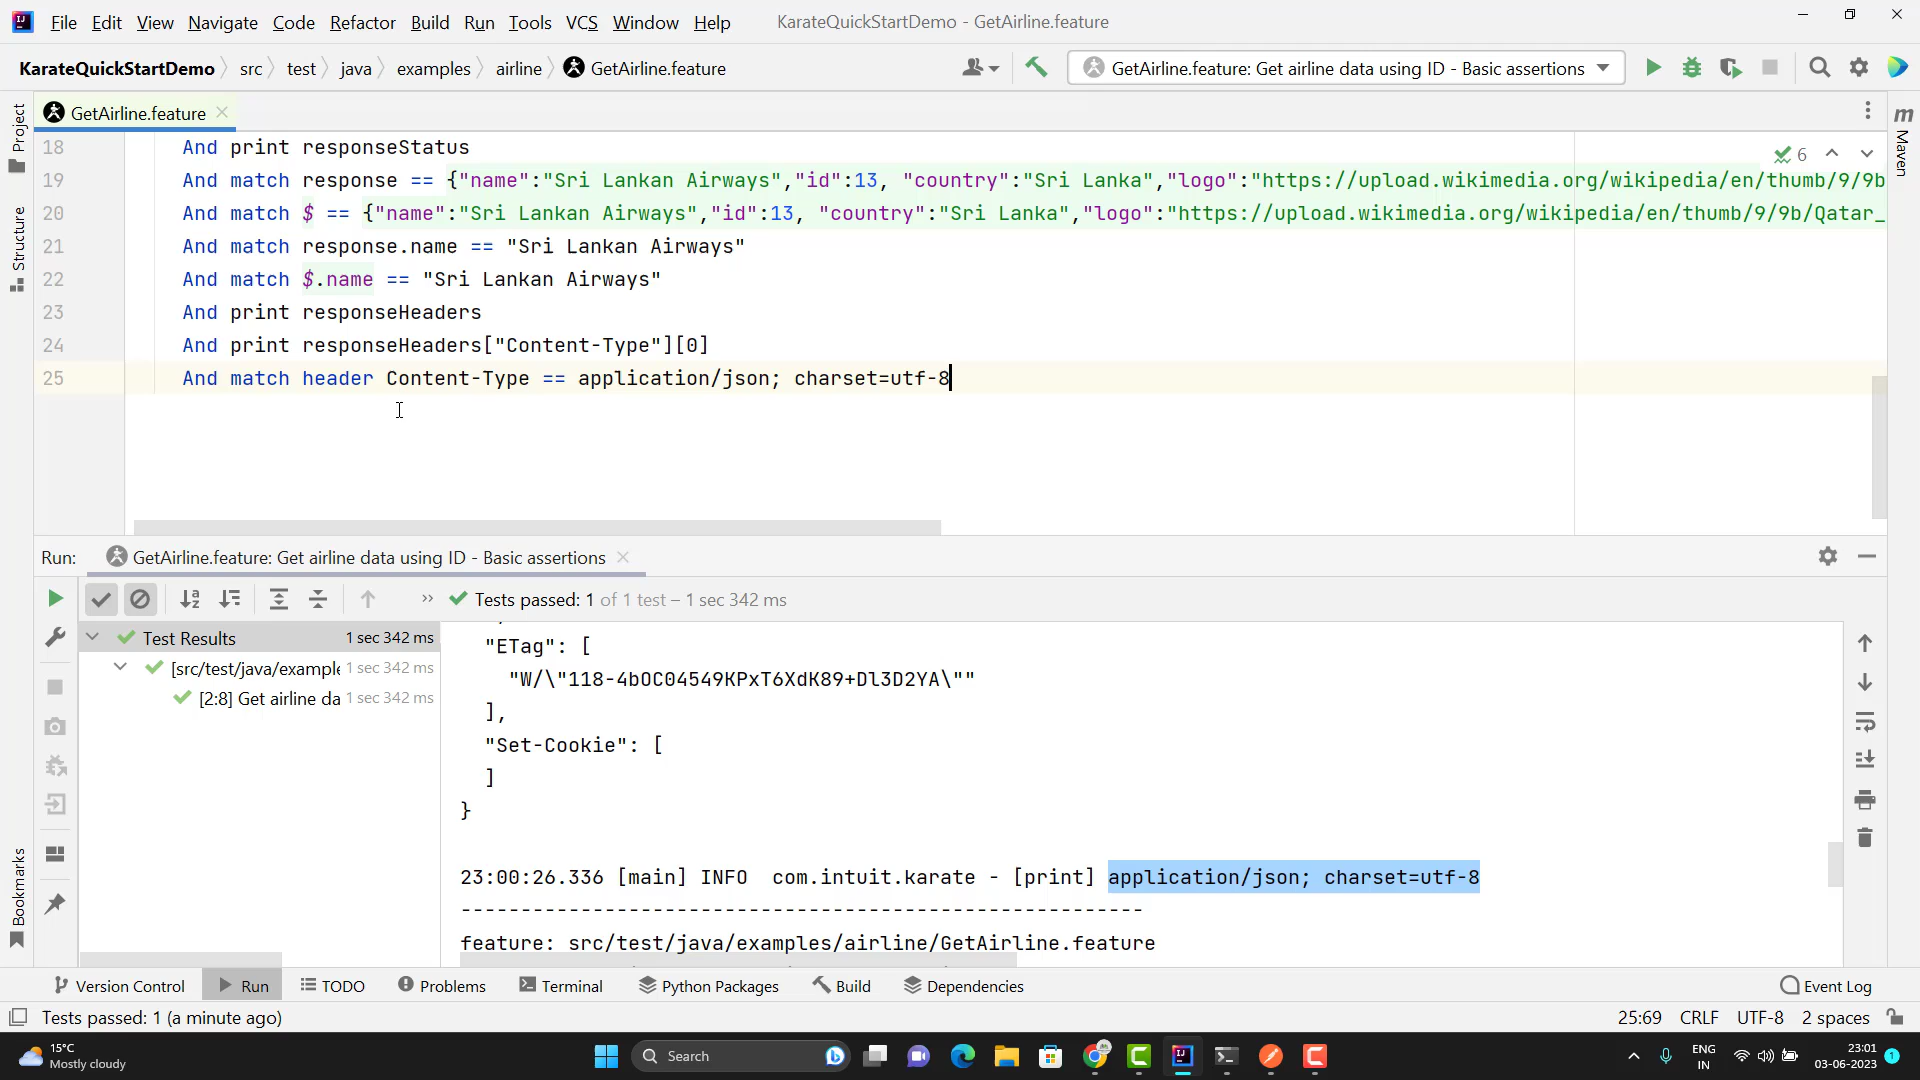 File Edit View Navigate Code Refactor Build Run Tools VCS Window Help KarateQuickStartDemo - GetAirline.feature
KarateQuickStartDemo src test java examples airline GetAirline.feature GetAirline.feature: Get airline data using ID - Basic assertions
GetAirline.feature
Project
Structure
Bookmarks
m Maven
6
18 And print responseStatus
19 And match response == {"name":"Sri Lankan Airways","id":13, "country":"Sri Lanka","logo":"https://upload.wikimedia.org/wikipedia/en/thumb/9/9b
20 And match $ == {"name":"Sri Lankan Airways","id":13, "country":"Sri Lanka","logo":"https://upload.wikimedia.org/wikipedia/en/thumb/9/9b/Qatar_
21 And match response.name == "Sri Lankan Airways"
22 And match $.name == "Sri Lankan Airways"
23 And print responseHeaders
24 And print responseHeaders["Content-Type"][0]
25 And match header Content-Type == application/json; charset=utf-8
Run: GetAirline.feature: Get airline data using ID - Basic assertions
Tests passed: 1 of 1 test – 1 sec 342 ms
Test Results 1 sec 342 ms
[src/test/java/example 1 sec 342 ms
[2:8] Get airline da 1 sec 342 ms
"ETag": [
"W/\"118-4bOC04549KPxT6XdK89+Dl3D2YA\""
],
"Set-Cookie": [
]
}
23:00:26.336 [main] INFO com.intuit.karate - [print] application/json; charset=utf-8
---------------------------------------------------------
feature: src/test/java/examples/airline/GetAirline.feature
Version Control Run TODO Problems Terminal Python Packages Build Dependencies Event Log
Tests passed: 1 (a minute ago) 25:69 CRLF UTF-8 2 spaces
15°C
Mostly cloudy
Search
ENG
IN
23:01
03-06-2023
1